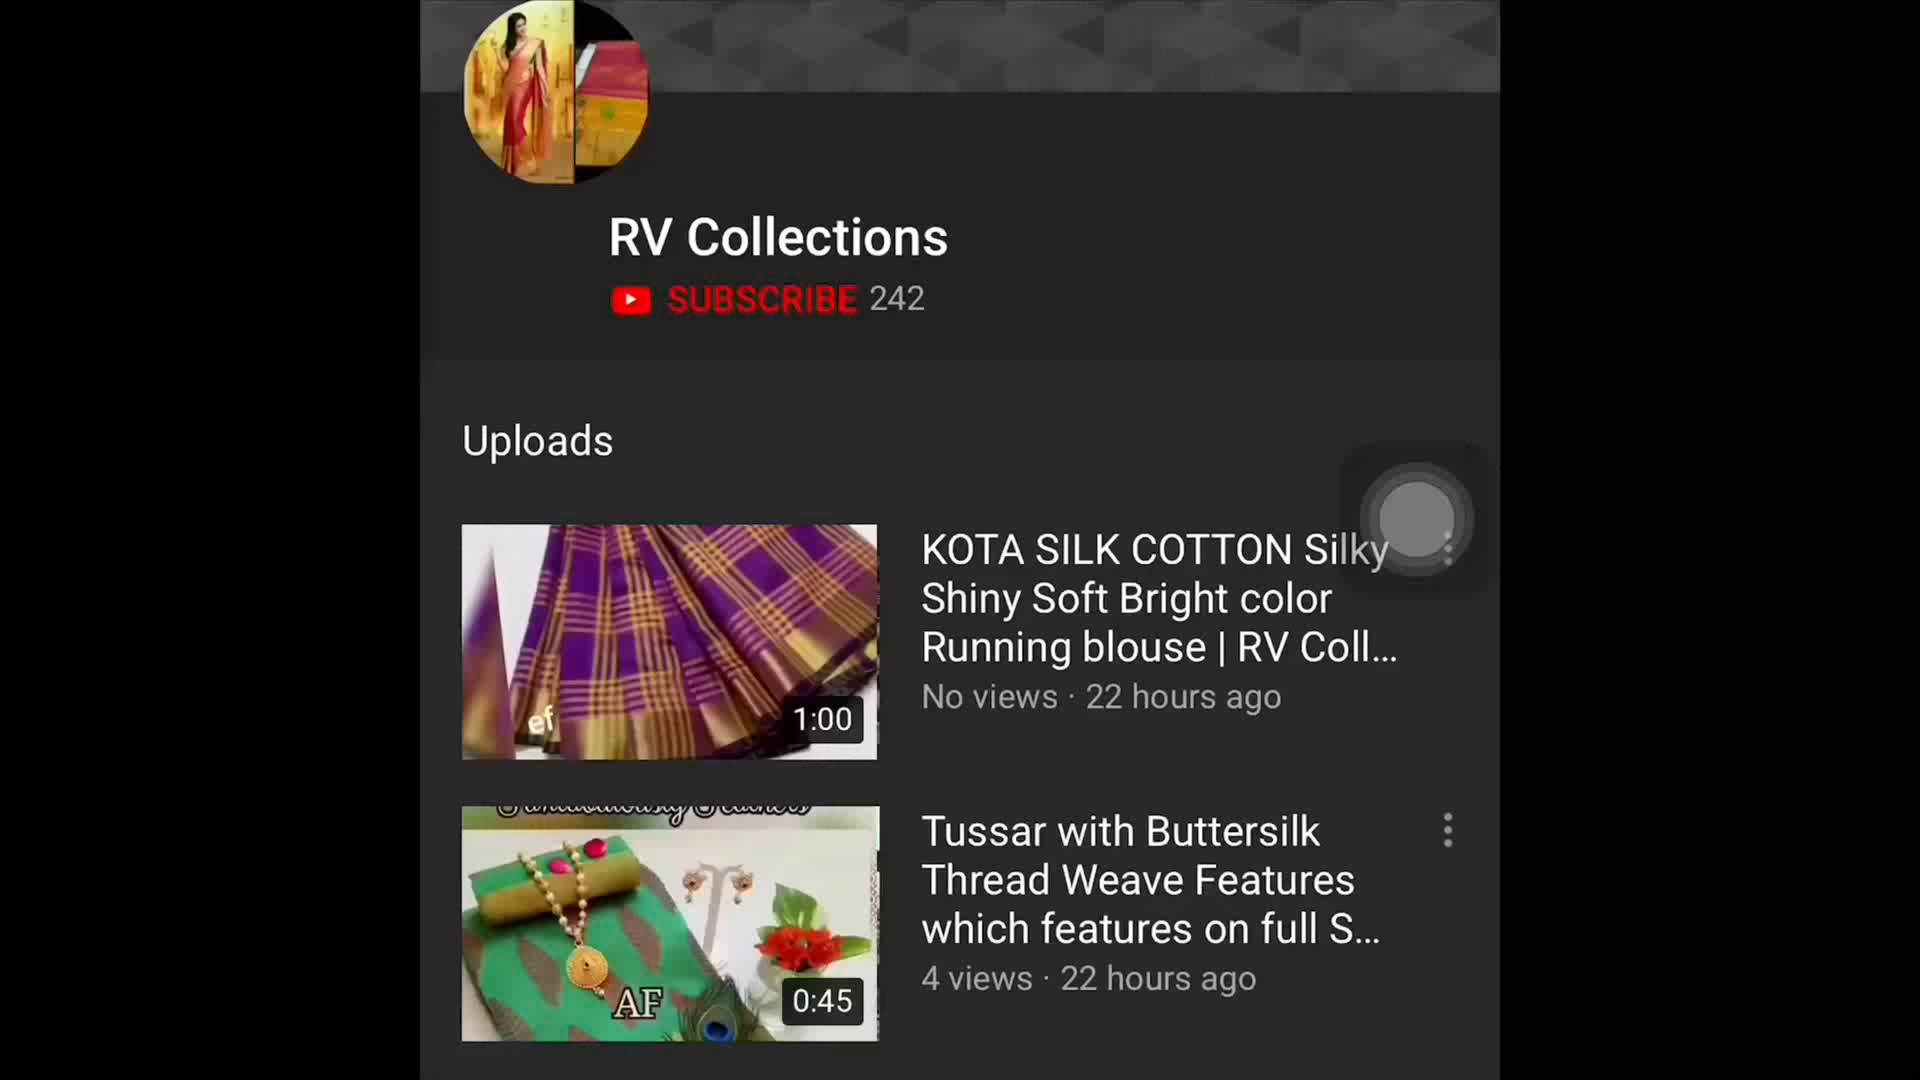 RV Collections
SUBSCRIBE 242
Uploads
KOTA SILK COTTON Silky
Shiny Soft Bright color
Running blouse | RV Coll...
No views · 22 hours ago
ef
1:00
Tussar with Buttersilk
Thread Weave Features
which features on full S...
4 views · 22 hours ago
AF
0:45